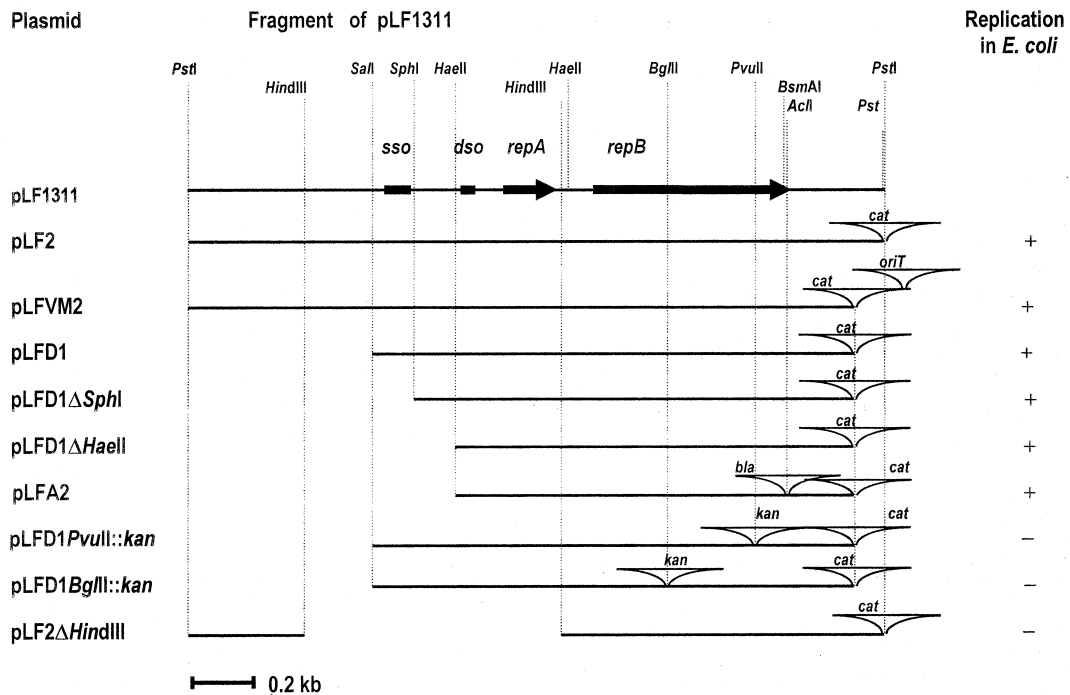 Plasmid Fragment of pLF1311 Replication in E. coli
PstI HindIII SalI SphI HaeII HindIII HaeII BglII PvuII BsmAI AclI Pst PstI
sso dso repA repB
pLF1311
cat
pLF2 +
oriT
cat
pLFVM2 +
cat
pLFD1 +
cat
pLFD1ΔSphI +
cat
pLFD1ΔHaeII +
bla cat
pLFA2 +
kan cat
pLFD1PvuII::kan –
kan cat
pLFD1BglII::kan –
cat
pLF2ΔHindIII –
0.2 kb